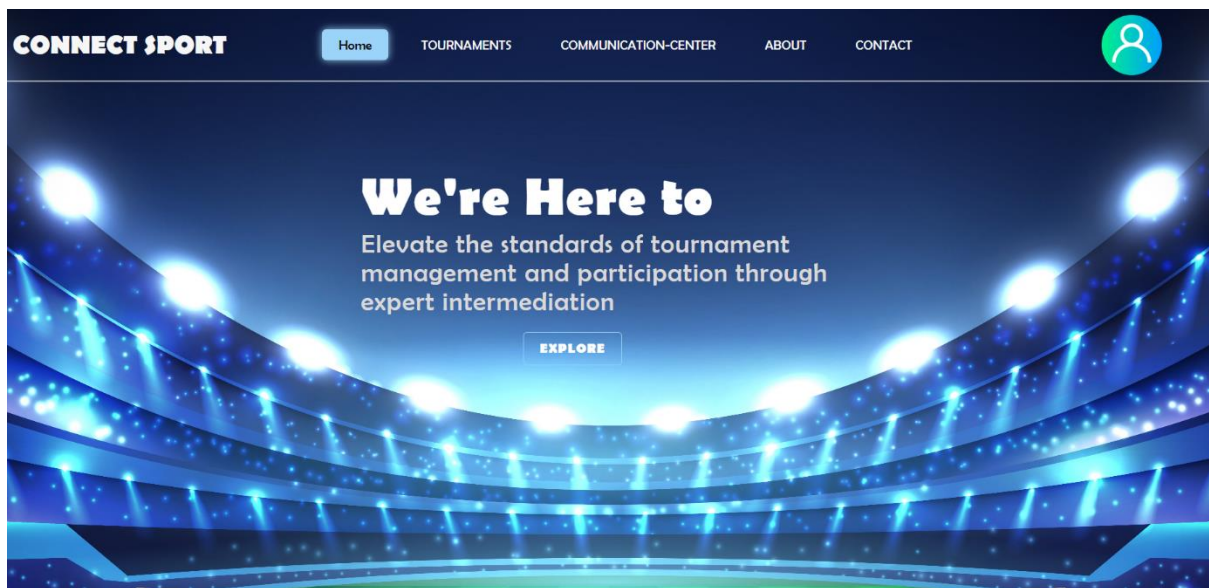 CONNECT SPORT
Home
TOURNAMENTS
COMMUNICATION-CENTER
ABOUT
CONTACT
We're Here to
Elevate the standards of tournament
management and participation through
expert intermediation
EXPLORE